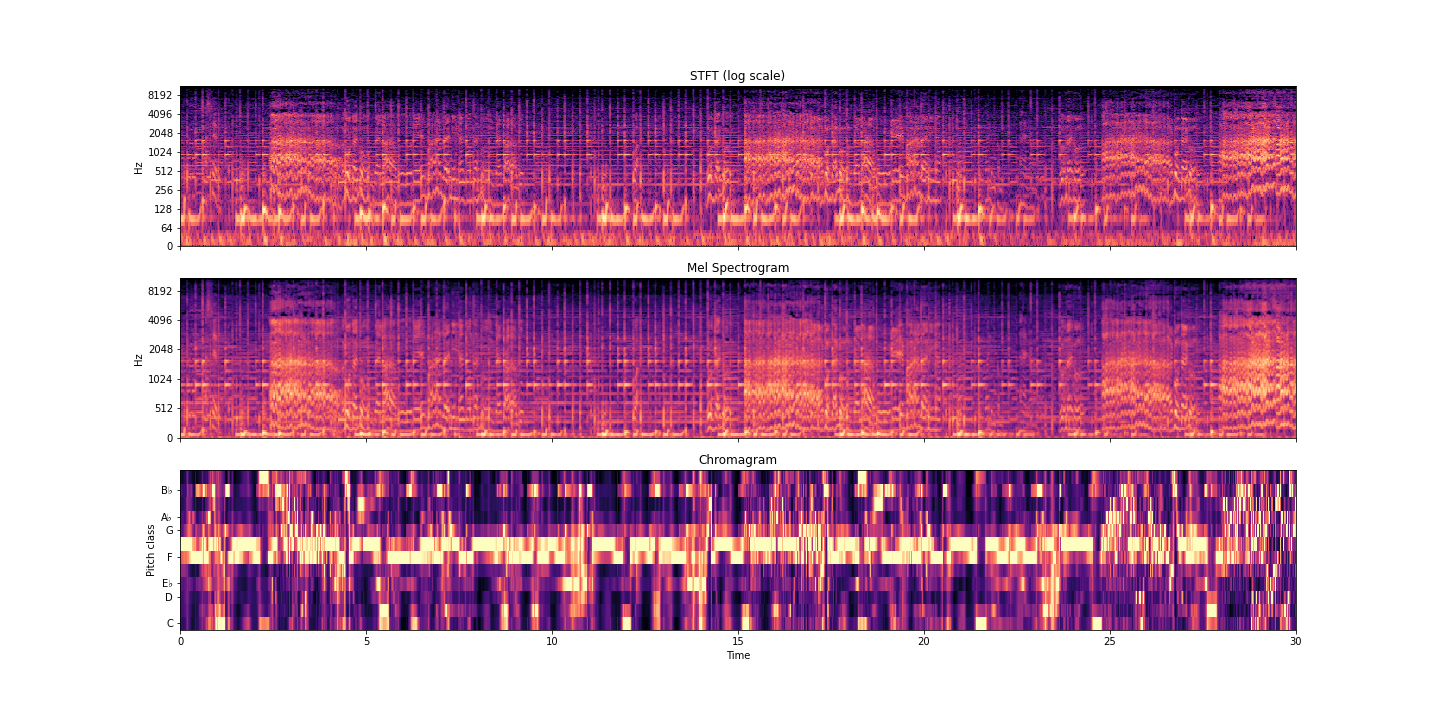 STFT (log scale)
8192
4096
2048
1024
512
256
128
64
0
Hz
Mel Spectrogram
8192
4096
2048
1024
512
0
Hz
Chromagram
B♭
A♭
G
F
E♭
D
C
Pitch class
0 5 10 15 20 25 30
Time